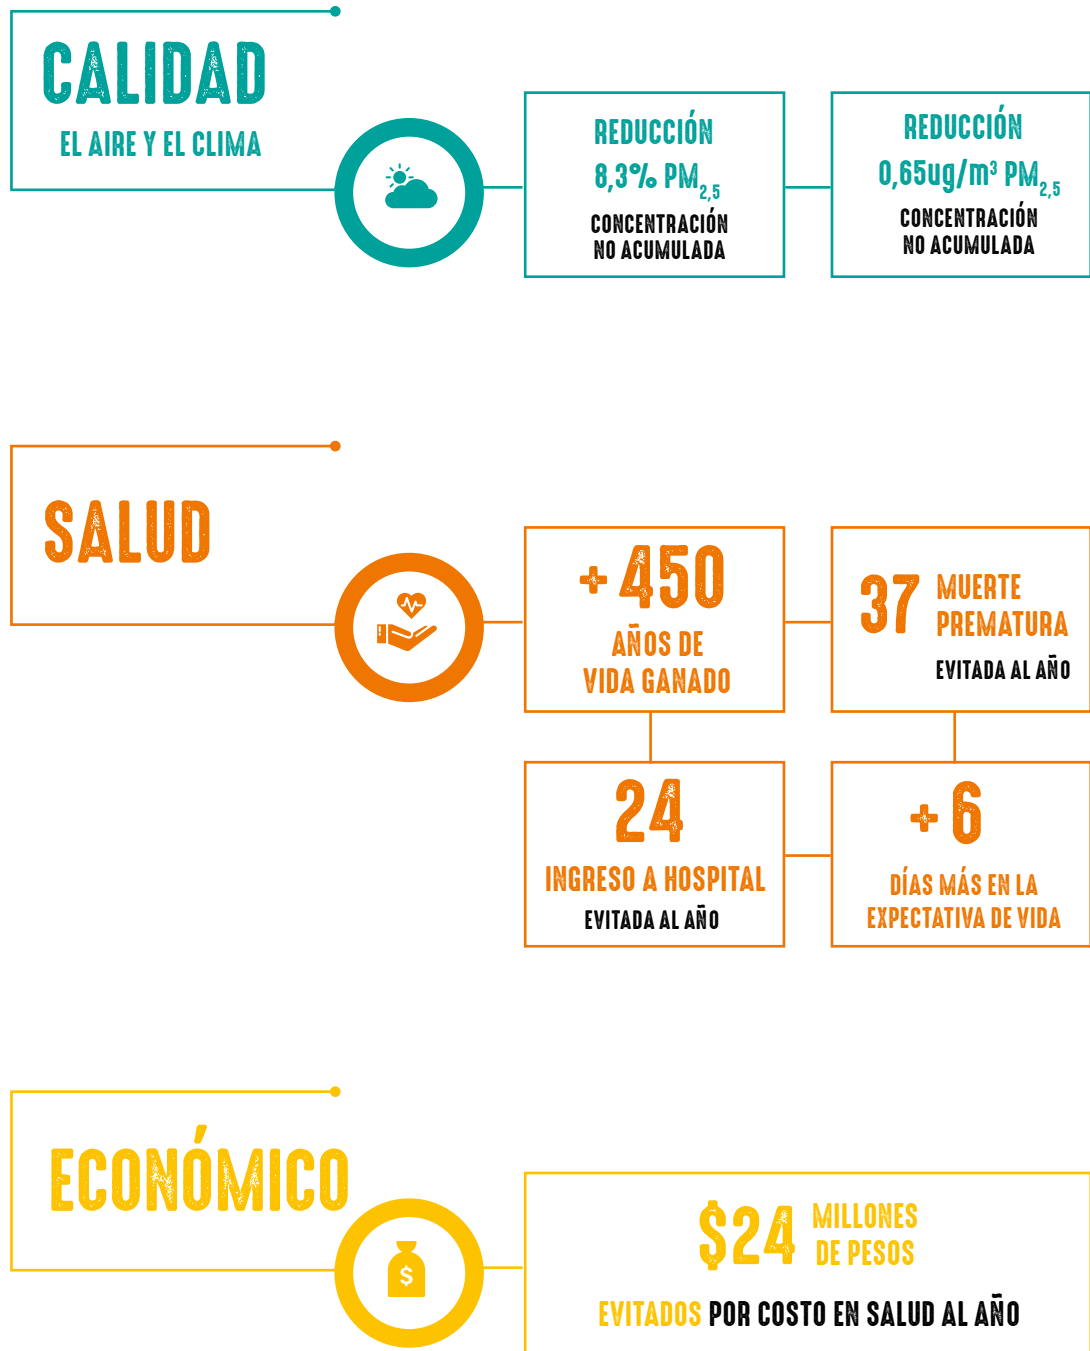 CALIDAD
EL AIRE Y EL CLIMA
REDUCCIÓN
8,3% PM2,5
CONCENTRACIÓN
NO ACUMULADA
REDUCCIÓN
0,65ug/m³ PM2,5
CONCENTRACIÓN
NO ACUMULADA
SALUD
+450
AÑOS DE
VIDA GANADO
37 MUERTE
PREMATURA
EVITADA AL AÑO
24
INGRESO A HOSPITAL
EVITADA AL AÑO
+6
DÍAS MÁS EN LA
EXPECTATIVA DE VIDA
ECONÓMICO
$
$24 MILLONES
DE PESOS
EVITADOS POR COSTO EN SALUD AL AÑO